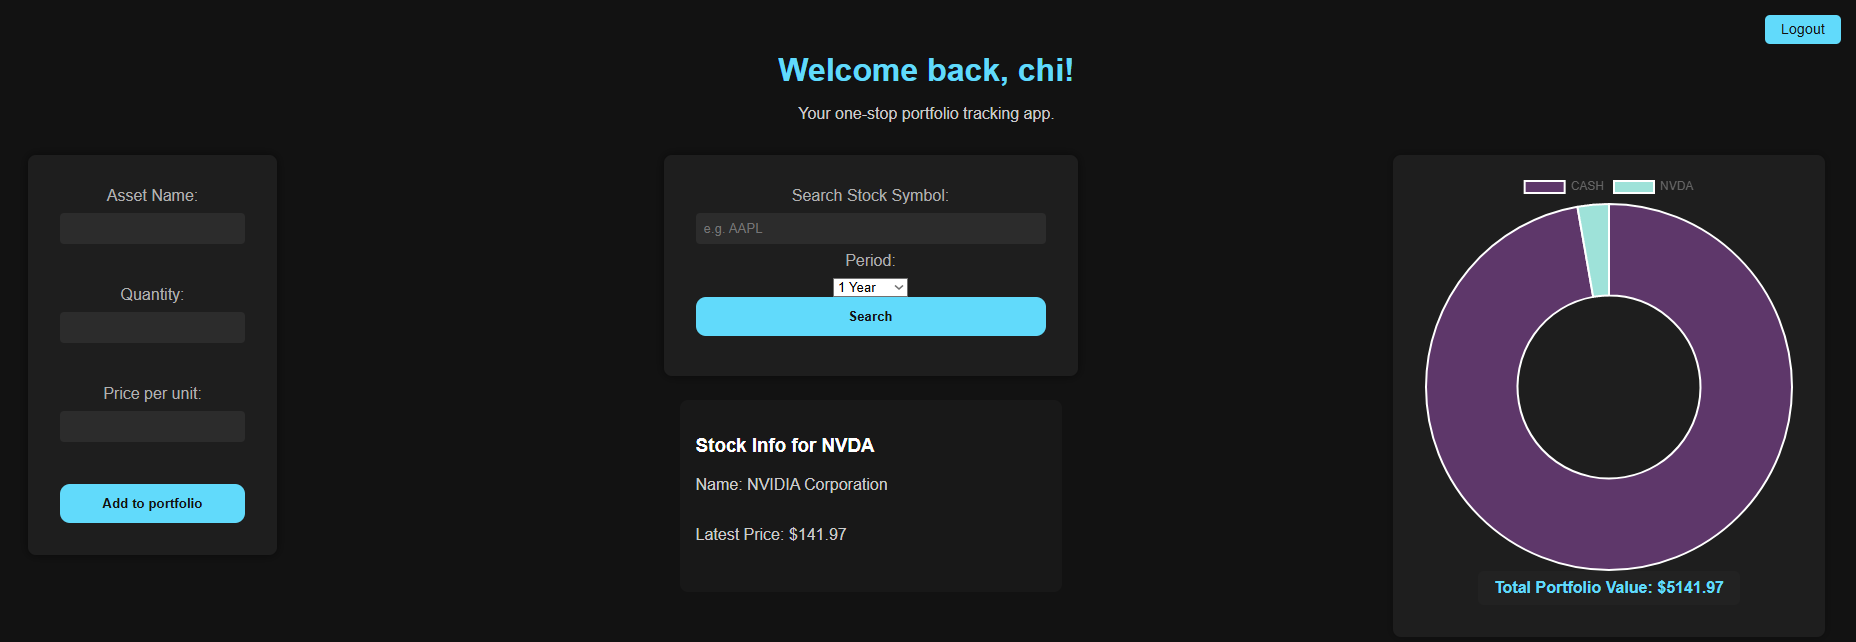 Logout
Welcome back, chi!
Your one-stop portfolio tracking app.
Asset Name:
Quantity:
Price per unit:
Add to portfolio
Search Stock Symbol:
e.g. AAPL
Period:
1 Year
Search
Stock Info for NVDA
Name: NVIDIA Corporation
Latest Price: $141.97
CASH NVDA
Total Portfolio Value: $5141.97